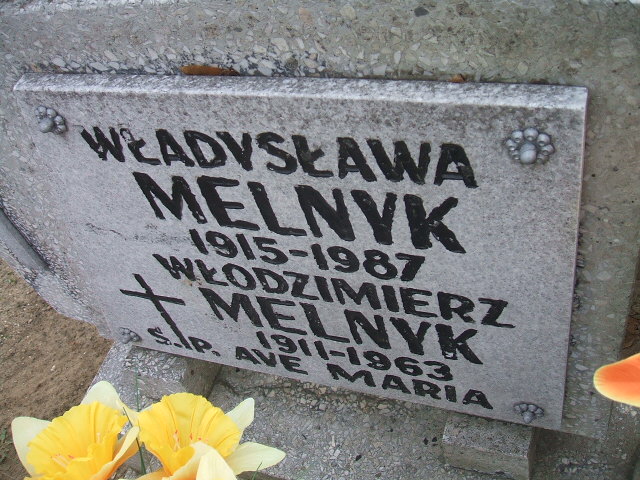 WŁADYSŁAWA
MELNYK
1915-1987
WŁODZIMIERZ
MELNYK
1911-1963
Ś.P. AVE MARIA